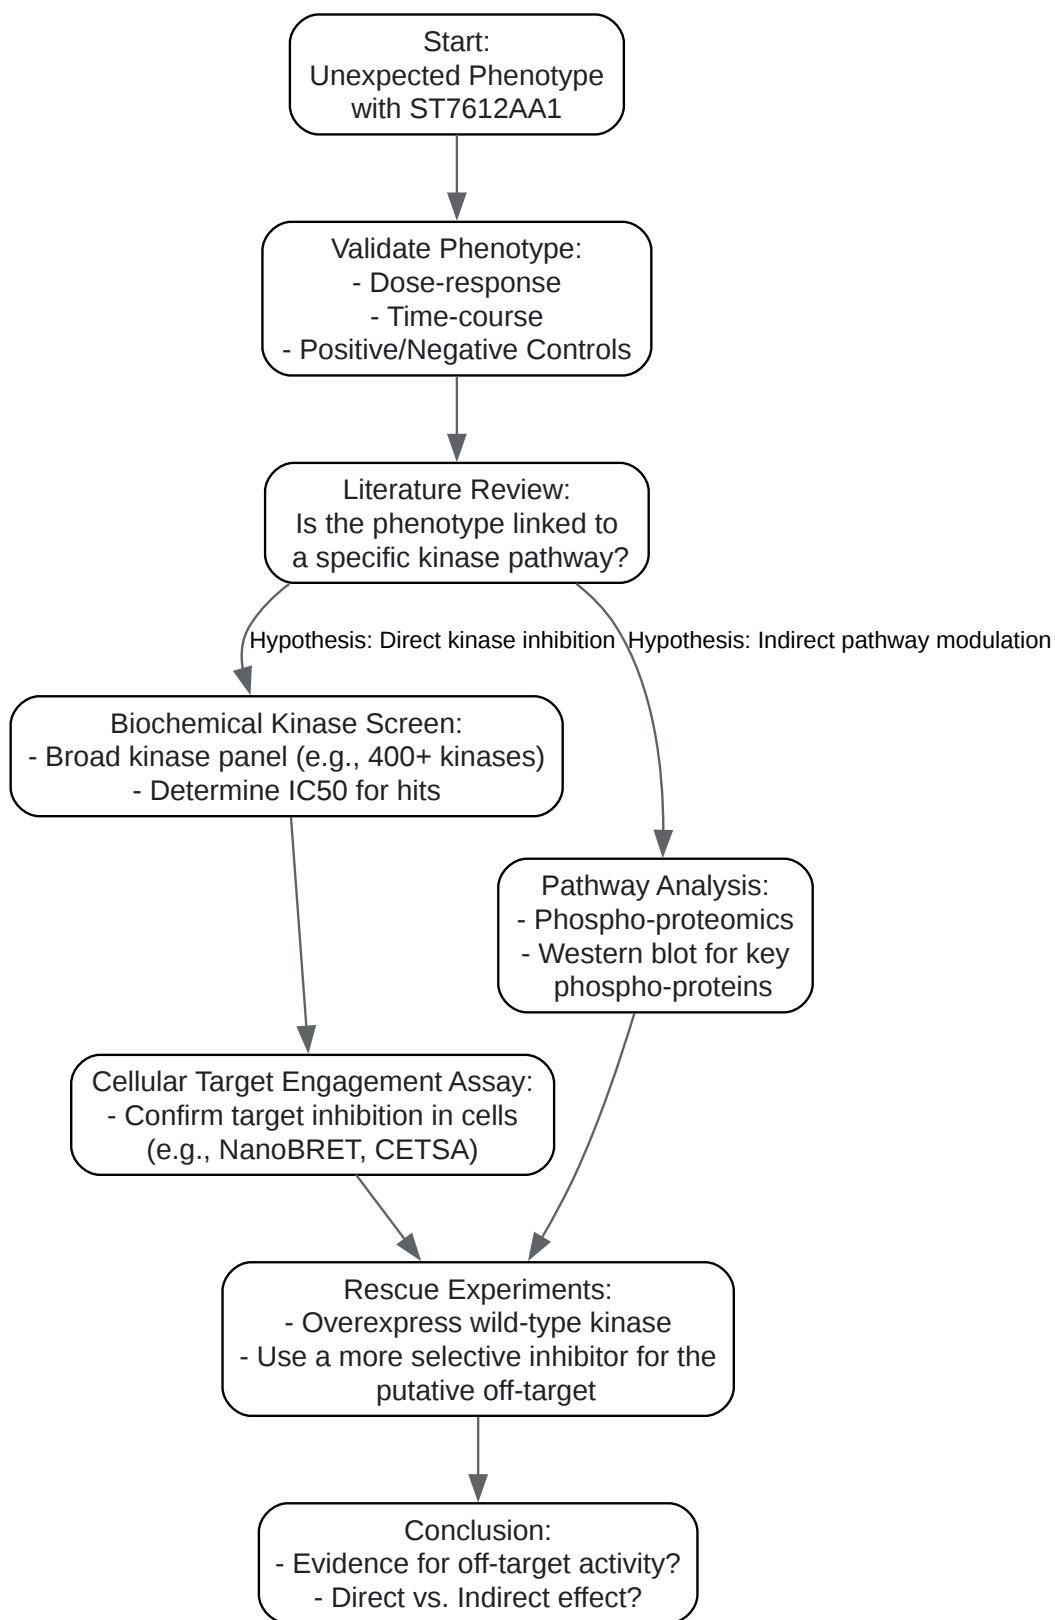 Start:
Unexpected Phenotype
with ST7612AA1
Validate Phenotype:
- Dose-response
- Time-course
- Positive/Negative Controls
Literature Review:
Is the phenotype linked to
a specific kinase pathway?
Hypothesis: Direct kinase inhibition
Hypothesis: Indirect pathway modulation
Biochemical Kinase Screen:
- Broad kinase panel (e.g., 400+ kinases)
- Determine IC50 for hits
Pathway Analysis:
- Phospho-proteomics
- Western blot for key
phospho-proteins
Cellular Target Engagement Assay:
- Confirm target inhibition in cells
(e.g., NanoBRET, CETSA)
Rescue Experiments:
- Overexpress wild-type kinase
- Use a more selective inhibitor for the
putative off-target
Conclusion:
- Evidence for off-target activity?
- Direct vs. Indirect effect?